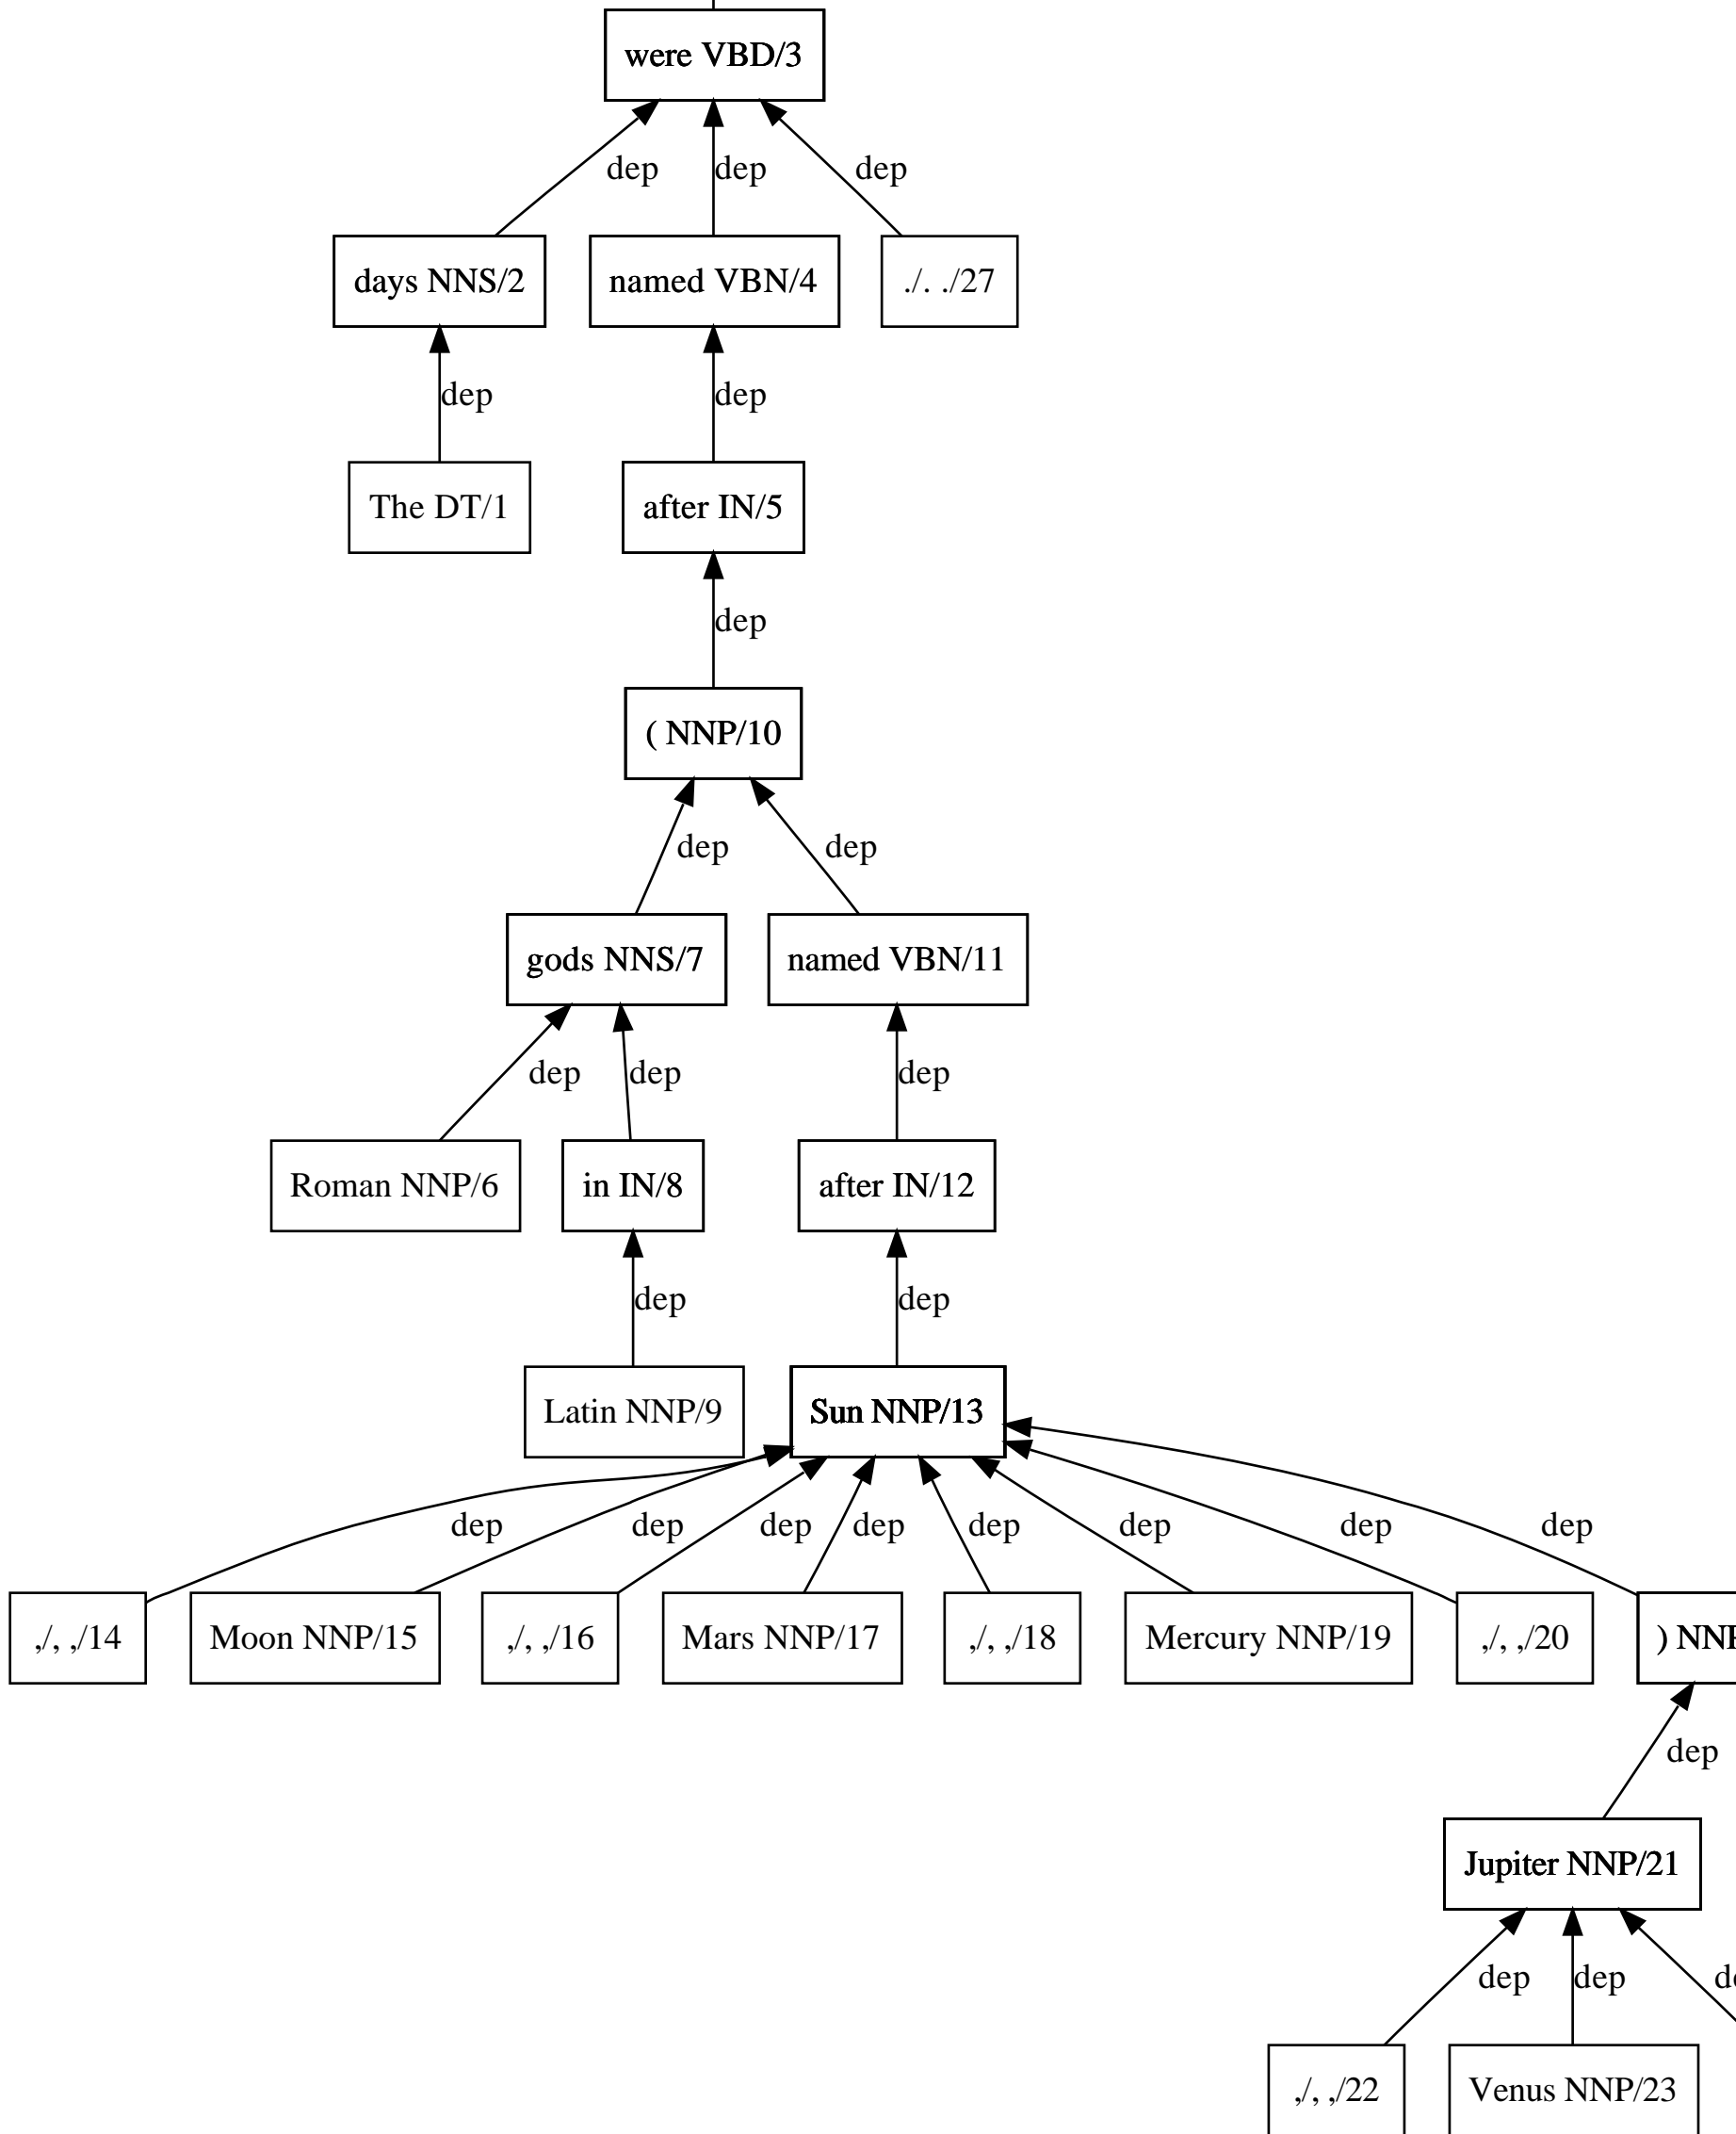 were VBD/3
dep dep dep
days NNS/2 named VBN/4 ./. ./27
dep dep
The DT/1 after IN/5
dep
( NNP/10
dep dep
gods NNS/7 named VBN/11
dep dep dep
Roman NNP/6 in IN/8 after IN/12
dep dep
Latin NNP/9 Sun NNP/13
dep dep dep dep dep dep dep dep
,/, ,/14 Moon NNP/15 ,/, ,/16 Mars NNP/17 ,/, ,/18 Mercury NNP/19 ,/, ,/20 )
dep
Jupiter NNP/21
dep dep
,/, ,/22 Venus NNP/23